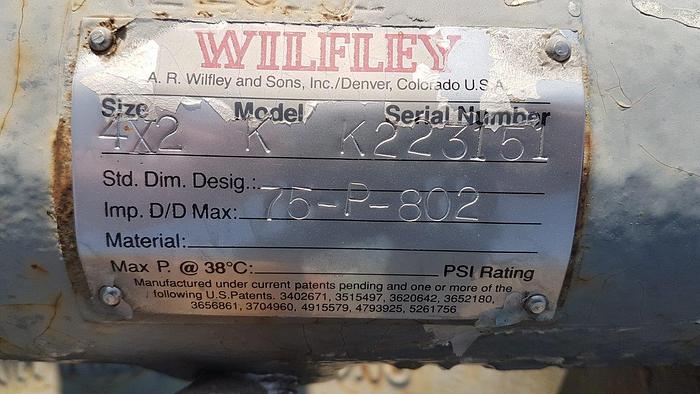 WILFLEY
A. R. Wilfley and Sons, Inc./Denver, Colorado U.S.A.
Size Model Serial Number
4X2 K K223151
Std. Dim. Desig.:
Imp. D/D Max: 75-P-802
Material:
Max P. @ 38°C: PSI Rating
Manufactured under current patents pending and one or more of the
following U.S.Patents. 3402671, 3515497, 3620642, 3652180,
3656861, 3704960, 4915579, 4793925, 5261756